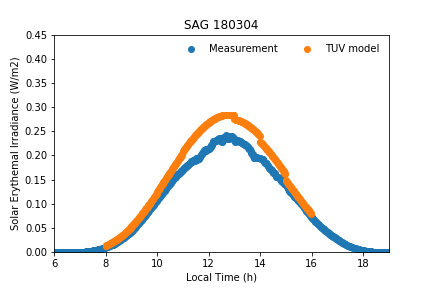 SAG 180304
Measurement
TUV model
Solar Erythemal Irradiance (W/m2)
0.45
0.40
0.35
0.30
0.25
0.20
0.15
0.10
0.05
0.00
6 8 10 12 14 16 18
Local Time (h)